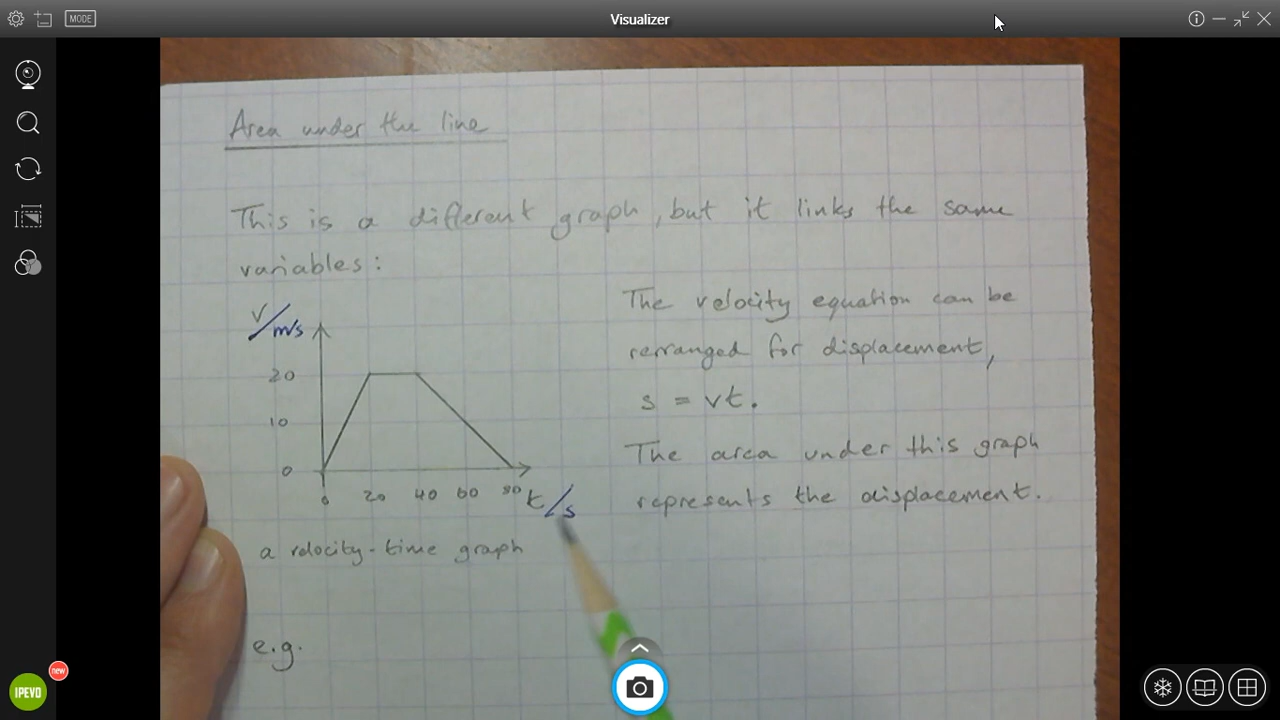 Visualizer
MODE
Area under the line
This is a different graph, but it links the same
variables:
v/m/s
20
10
0
0 20 40 60 80 t/s
a velocity-time graph
The velocity equation can be
rerranged for displacement,
s = vt.
The area under this graph
represents the displacement.
e.g.
new
IPEVO